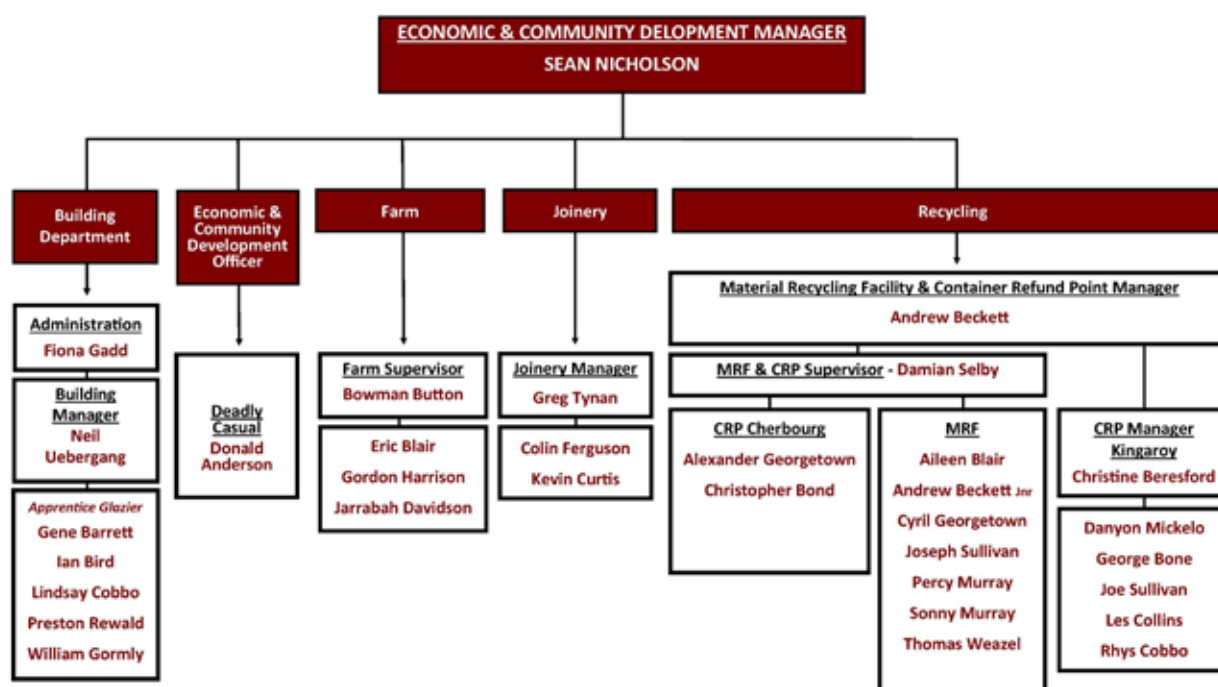 ECONOMIC & COMMUNITY DELOPMENT MANAGER
SEAN NICHOLSON
Building
Department
Economic &
Community
Development
Officer
Farm
Joinery
Recycling
Administration
Fiona Gadd
Building
Manager
Neil
Uebergang
Apprentice Glazier
Gene Barrett
Ian Bird
Lindsay Cobbo
Preston Rewald
William Gormly
Deadly
Casual
Donald
Anderson
Farm Supervisor
Bowman Button
Eric Blair
Gordon Harrison
Jarrabah Davidson
Joinery Manager
Greg Tynan
Colin Ferguson
Kevin Curtis
Material Recycling Facility & Container Refund Point Manager
Andrew Beckett
MRF & CRP Supervisor - Damian Selby
CRP Cherbourg
Alexander Georgetown
Christopher Bond
MRF
Aileen Blair
Andrew Beckett Jnr
Cyril Georgetown
Joseph Sullivan
Percy Murray
Sonny Murray
Thomas Weazel
CRP Manager
Kingaroy
Christine Beresford
Danyon Mickelo
George Bone
Joe Sullivan
Les Collins
Rhys Cobbo